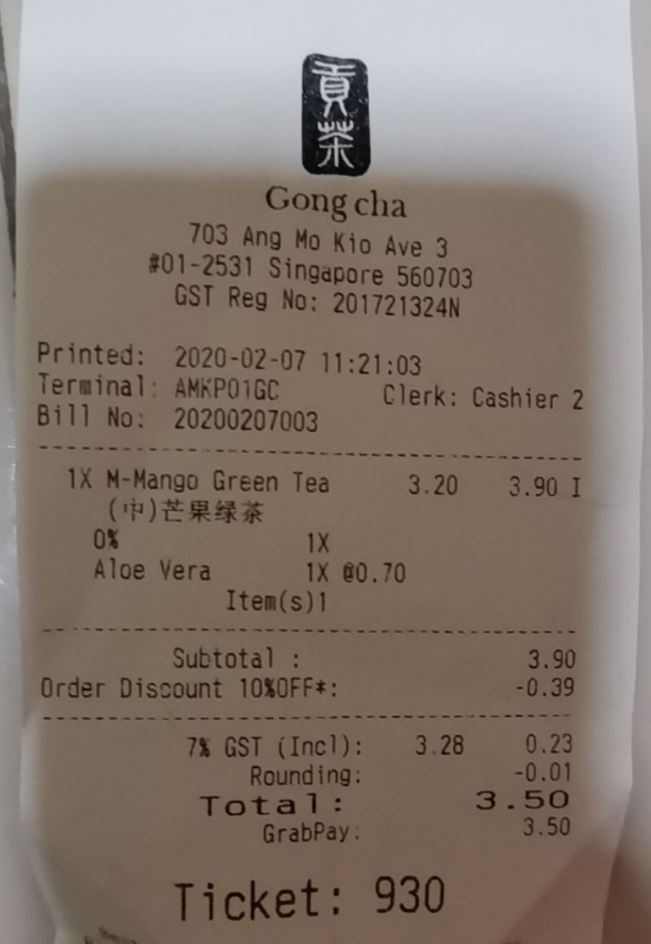 貢茶
Gong cha
703 Ang Mo Kio Ave 3
#01-2531 Singapore 560703
GST Reg No: 201721324N
Printed: 2020-02-07 11:21:03
Terminal: AMKP01GC Clerk: Cashier 2
Bill No: 20200207003
1X M-Mango Green Tea 3.20 3.90 I
(中)芒果绿茶
0% 1X
Aloe Vera 1X @0.70
Item(s)1
Subtotal : 3.90
Order Discount 10%OFF*: -0.39
7% GST (Incl): 3.28 0.23
Rounding: -0.01
Total: 3.50
GrabPay: 3.50
Ticket: 930